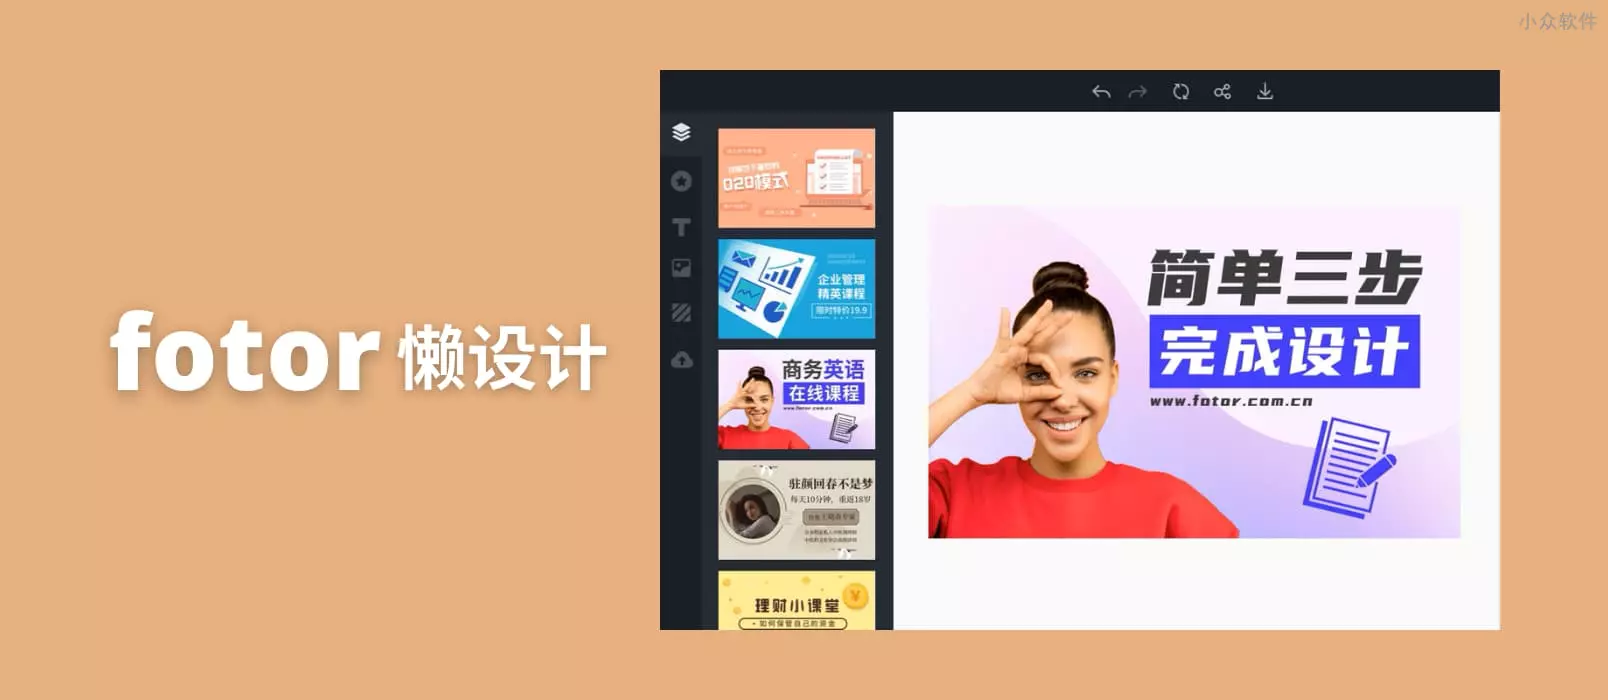 小众软件
fotor 懒设计
O2O模式
企业管理
精英课程
限时特价19.9
商务英语
在线课程
www.fotor.com.cn
驻颜回春不是梦
每天10分钟，重返18岁
理财小课堂
• 如何保管自己的资金
简单三步
完成设计
www.fotor.com.cn